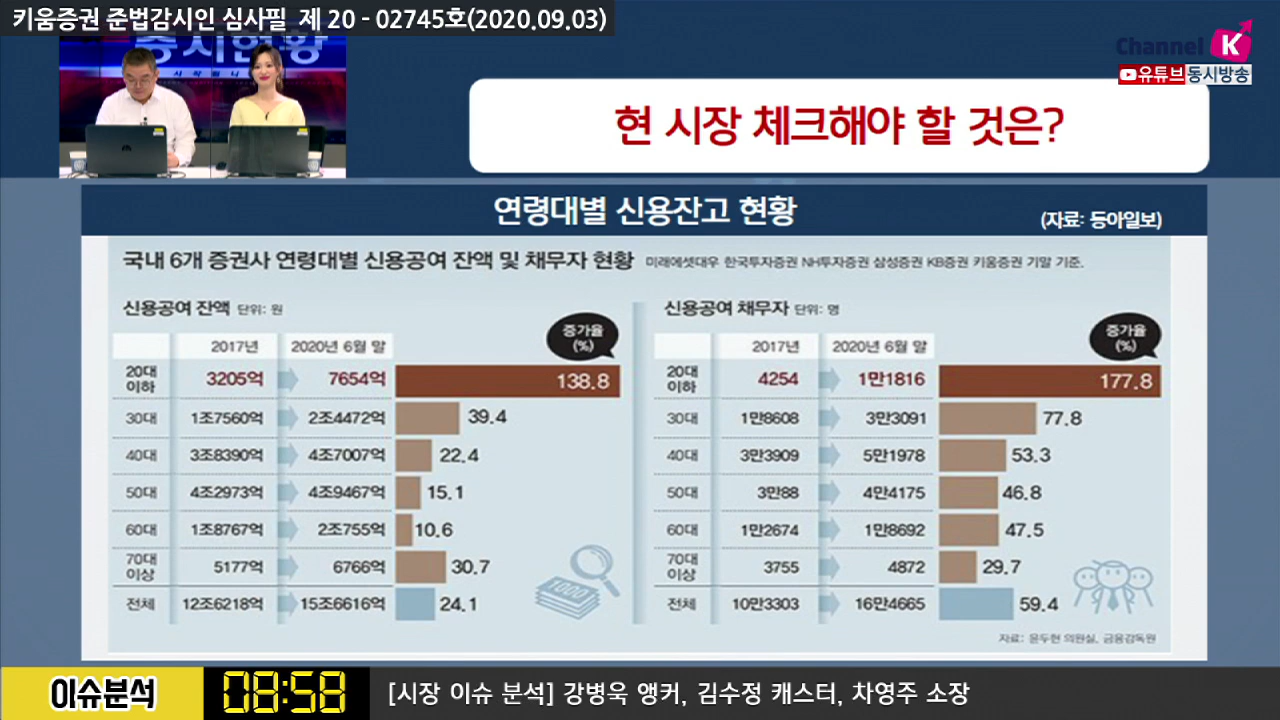 키움증권 준법감시인 심사필 제 20 - 02745호(2020.09.03)
증시현황
Channel K
유튜브동시방송
현 시장 체크해야 할 것은?
연령대별 신용잔고 현황
(자료: 동아일보)
국내 6개 증권사 연령대별 신용공여 잔액 및 채무자 현황 미래에셋대우 한국투자증권 NH투자증권 삼성증권 KB증권 키움증권 기말 기준.
신용공여 잔액 단위: 원
2017년 2020년 6월 말 증가율(%)
20대 이하 3205억 7654억 138.8
30대 1조7560억 2조4472억 39.4
40대 3조8390억 4조7007억 22.4
50대 4조2973억 4조9467억 15.1
60대 1조8767억 2조755억 10.6
70대 이상 5177억 6766억 30.7
전체 12조6218억 15조6616억 24.1
1000
신용공여 채무자 단위: 명
2017년 2020년 6월 말 증가율(%)
20대 이하 4254 1만1816 177.8
30대 1만8608 3만3091 77.8
40대 3만3909 5만1978 53.3
50대 3만88 4만4175 46.8
60대 1만2674 1만8692 47.5
70대 이상 3755 4872 29.7
전체 10만3303 16만4665 59.4
자료: 윤두현 의원실, 금융감독원
이슈분석
08:58
[시장 이슈 분석] 강병욱 앵커, 김수정 캐스터, 차영주 소장